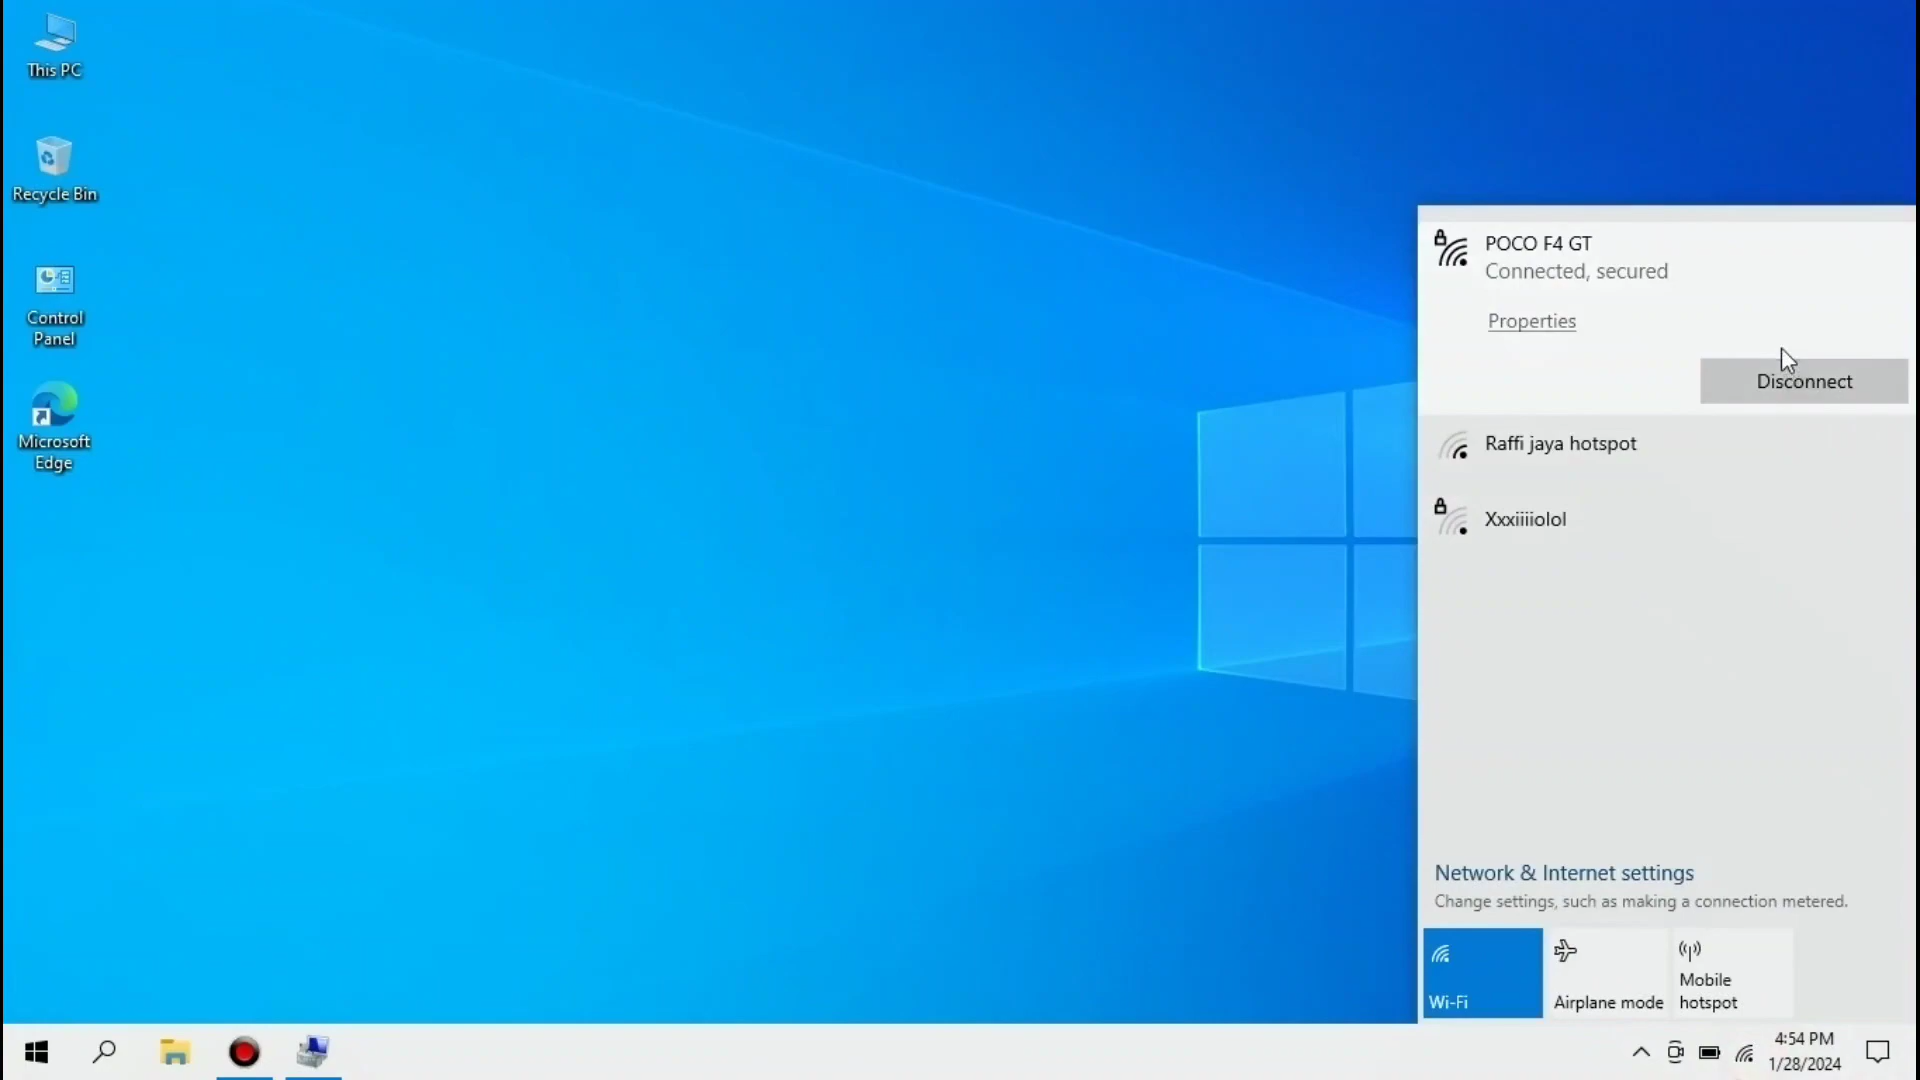 This PC
Recycle Bin
Control
Panel
Microsoft
Edge
POCO F4 GT
Connected, secured
Properties
Disconnect
Raffi jaya hotspot
Xxxiiiiolol
Network & Internet settings
Change settings, such as making a connection metered.
Wi-Fi
Airplane mode
Mobile
hotspot
4:54 PM
1/28/2024